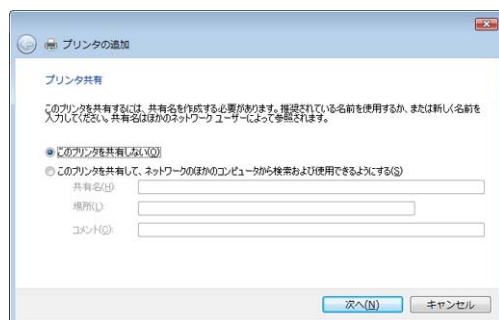 プリンタの追加
プリンタ共有
このプリンタを共有するには、共有名を作成する必要があります。推奨されている名前を使用するか、または新しく名前を
入力してください。共有名はほかのネットワーク ユーザーによって参照されます。
このプリンタを共有しない(O)
このプリンタを共有して、ネットワークのほかのコンピュータから検索および使用できるようにする(S)
共有名(H):
場所(L):
コメント(C):
次へ(N)
キャンセル